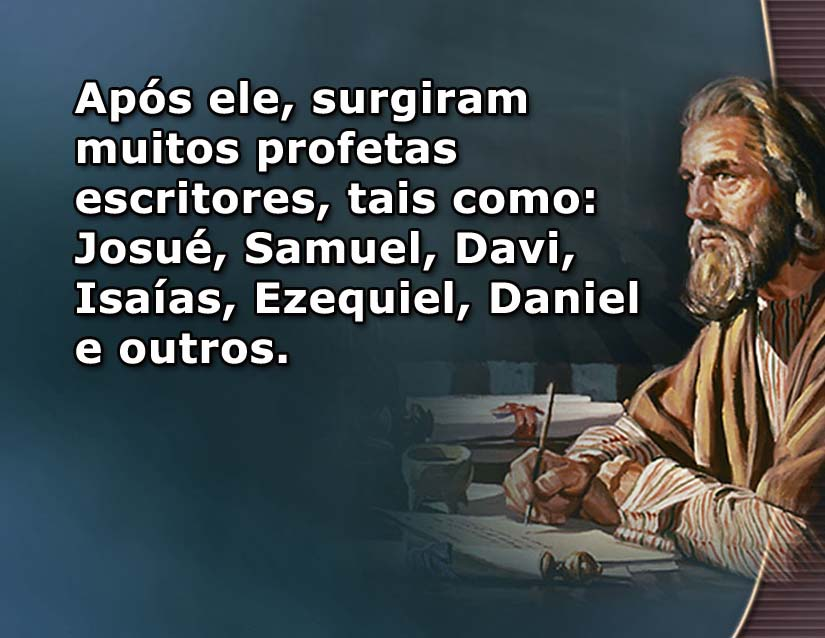 Após ele, surgiram
muitos profetas
escritores, tais como:
Josué, Samuel, Davi,
Isaías, Ezequiel, Daniel
e outros.